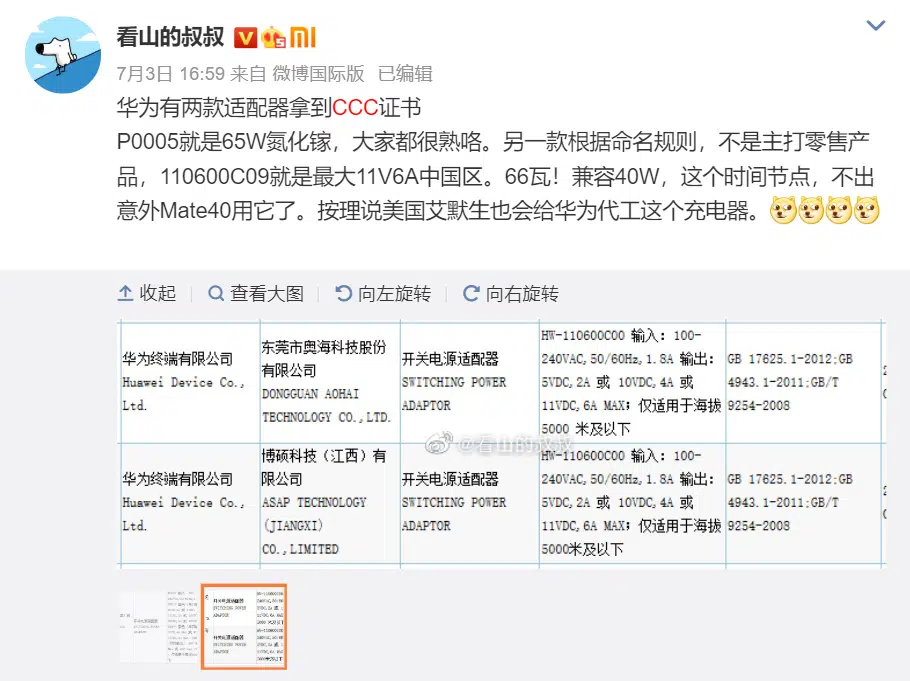 看山的叔叔
7月3日 16:59 来自 微博国际版 已编辑
华为有两款适配器拿到CCC证书
P0005就是65W氮化镓，大家都很熟咯。另一款根据命名规则，不是主打零售产
品，110600C09就是最大11V6A中国区。66瓦！兼容40W，这个时间节点，不出
意外Mate40用它了。按理说美国艾默生也会给华为代工这个充电器。
收起 查看大图 向左旋转 向右旋转
华为终端有限公司
Huawei Device Co.,
Ltd.
东莞市奥海科技股份
有限公司
DONGGUAN AOHAI
TECHNOLOGY CO.,LTD.
开关电源适配器
SWITCHING POWER
ADAPTOR
HW-110600C00 输入：100-
240VAC,50/60Hz,1.8A 输出：
5VDC,2A 或 10VDC,4A 或
11VDC,6A MAX；仅适用于海拔
5000 米及以下
GB 17625.1-2012;GB
4943.1-2011;GB/T
9254-2008
@看山的叔叔
华为终端有限公司
Huawei Device Co.,
Ltd.
博硕科技（江西）有
限公司
ASAP TECHNOLOGY
(JIANGXI)
CO.,LIMITED
开关电源适配器
SWITCHING POWER
ADAPTOR
HW-110600C00 输入：100-
240VAC,50/60Hz,1.8A 输出：
5VDC,2A 或 10VDC,4A 或
11VDC,6A MAX；仅适用于海拔
5000米及以下
GB 17625.1-2012;GB
4943.1-2011;GB/T
9254-2008